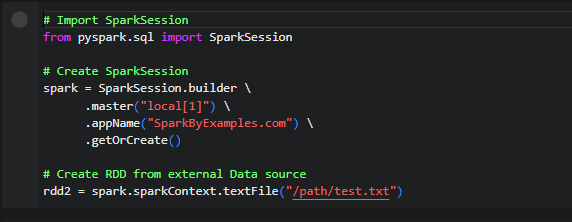 # Import SparkSession
from pyspark.sql import SparkSession
# Create SparkSession
spark = SparkSession.builder \
.master("local[1]") \
.appName("SparkByExamples.com") \
.getOrCreate()
# Create RDD from external Data source
rdd2 = spark.sparkContext.textFile("/path/test.txt")